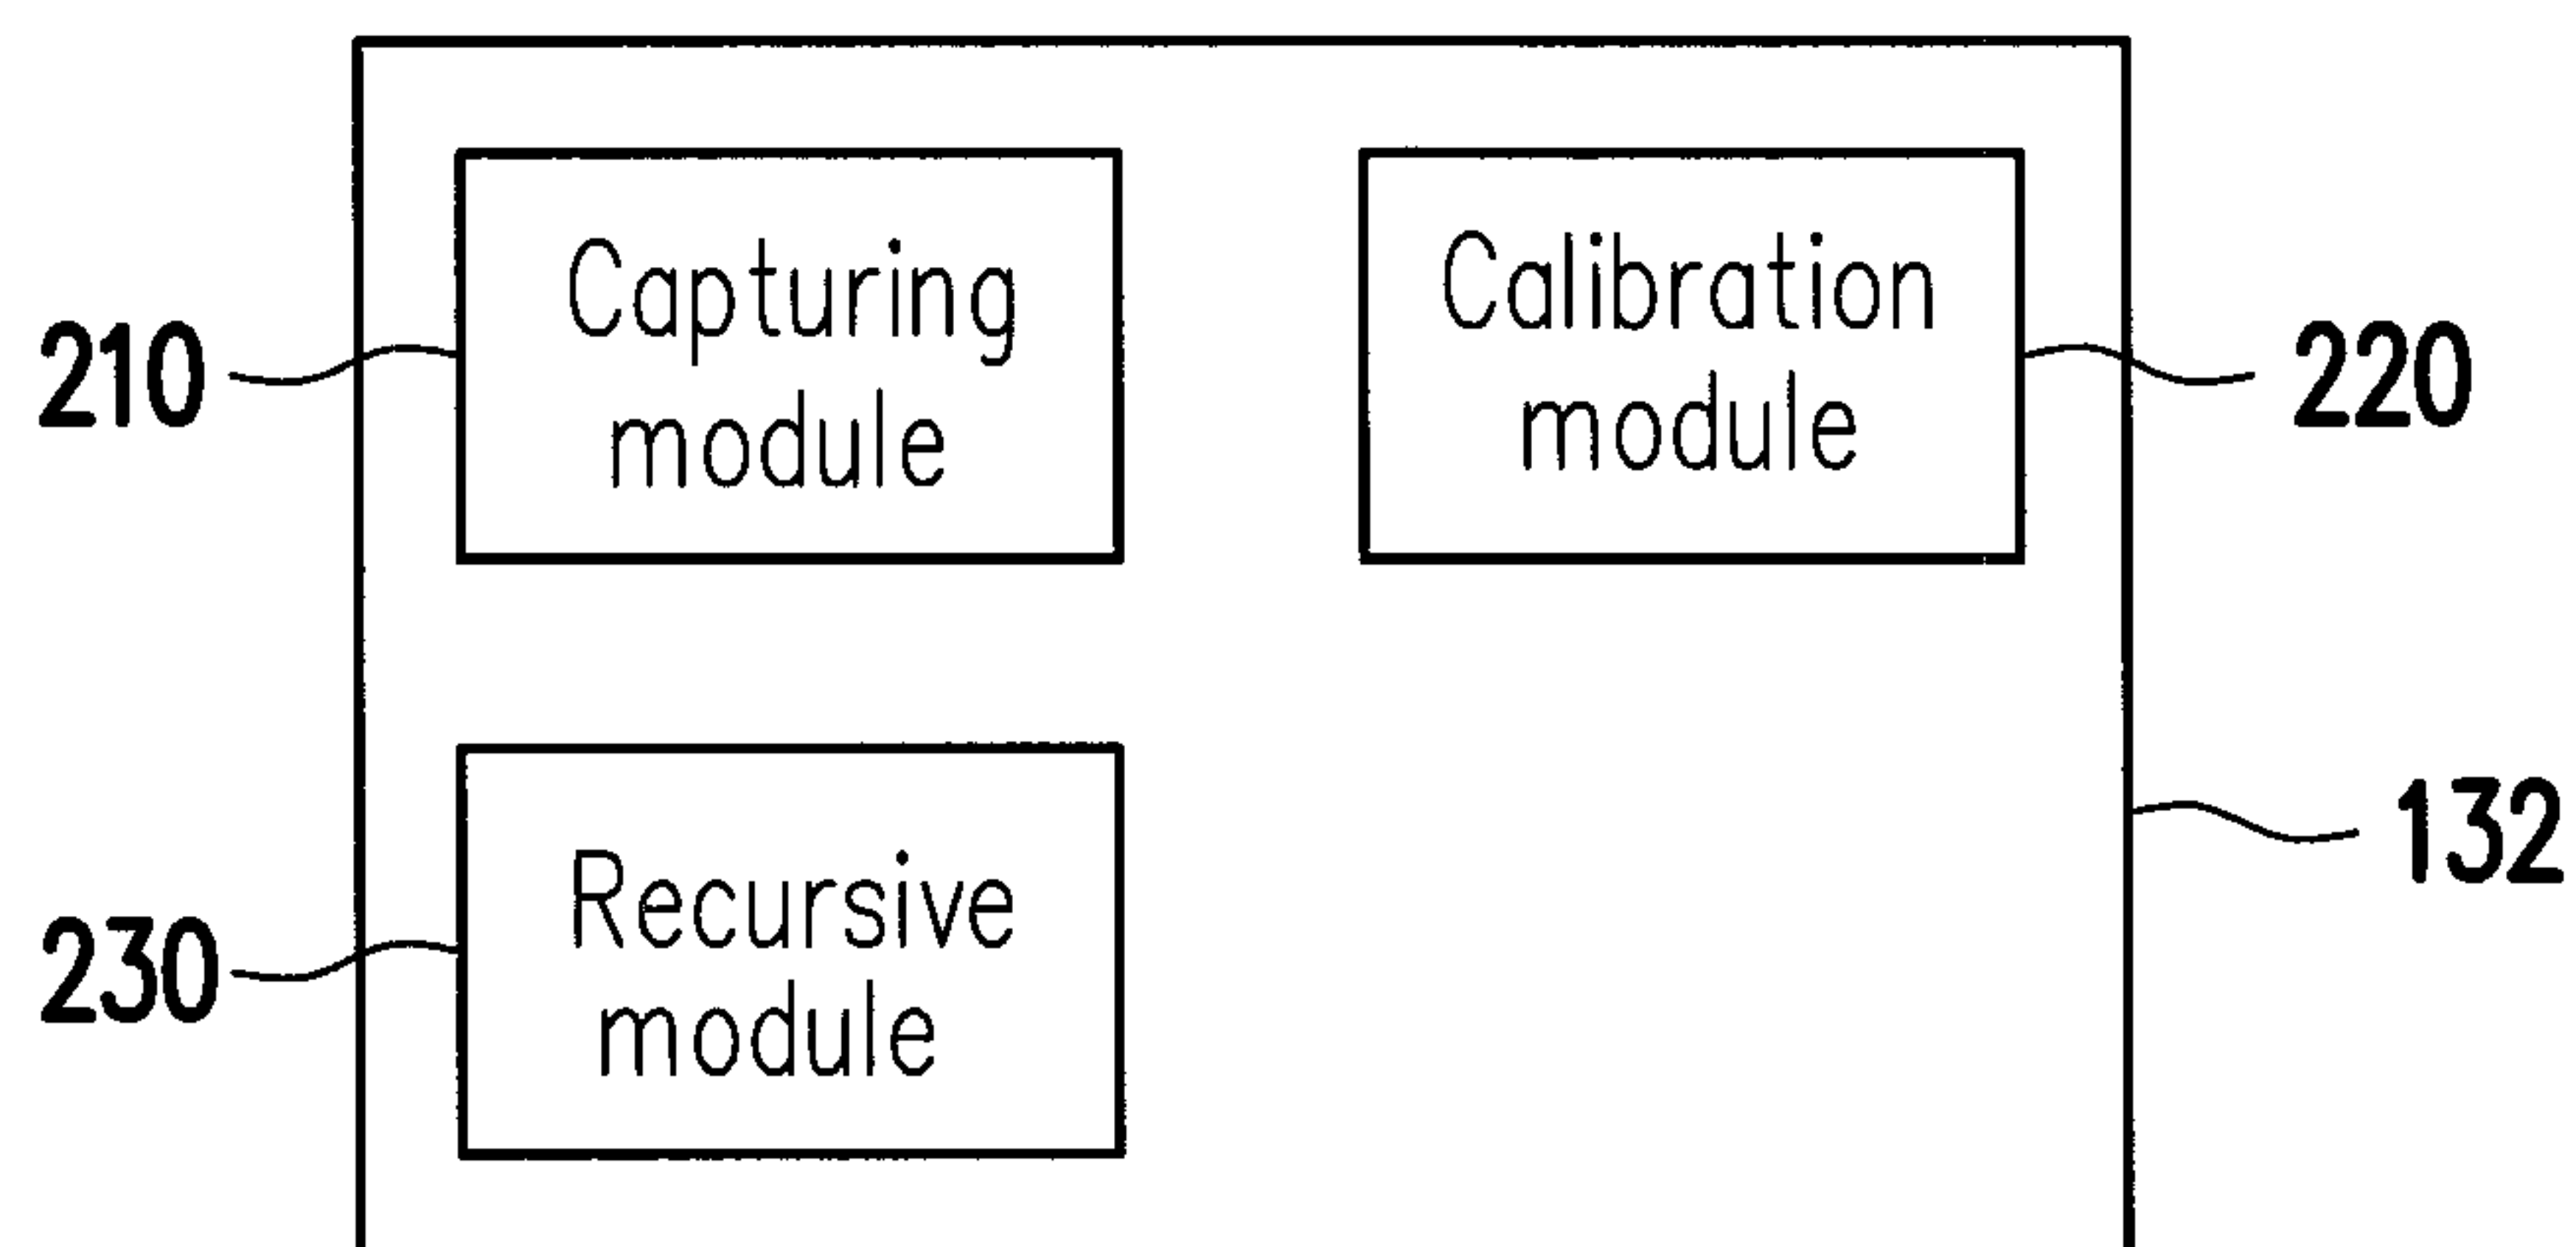 Capturing
module
210
Calibration
module
220
Recursive
module
230
132